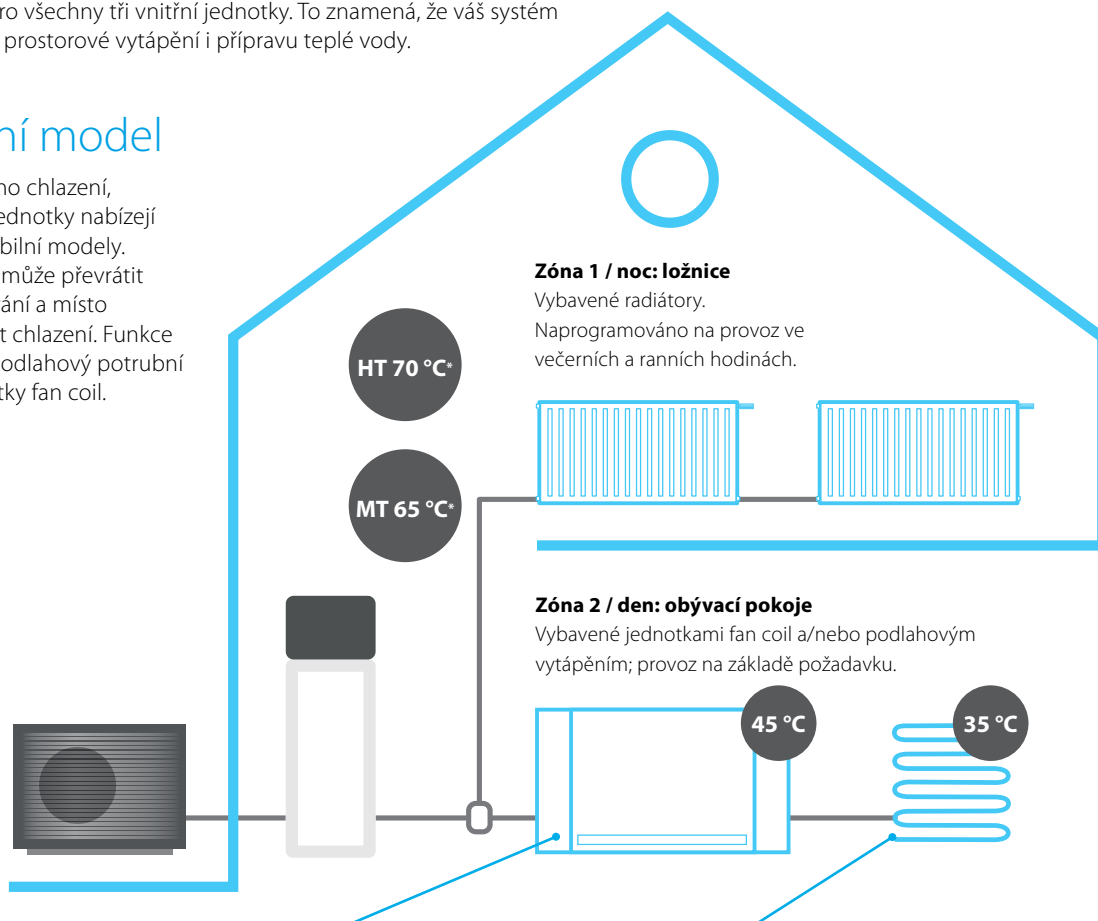 ro všechny tři vnitřní jednotky. To znamená, že váš systém
prostorové vytápění i přípravu teplé vody.
ní model
no chlazení,
ednotky nabízejí
bilní modely.
může převrátit
ání a místo
t chlazení. Funkce
podlahový potrubní
tky fan coil.
HT 70 °C*
MT 65 °C*
Zóna 1 / noc: ložnice
Vybavené radiátory.
Naprogramováno na provoz ve
večerních a ranních hodinách.
Zóna 2 / den: obývací pokoje
Vybavené jednotkami fan coil a/nebo podlahovým
vytápěním; provoz na základě požadavku.
45 °C
35 °C